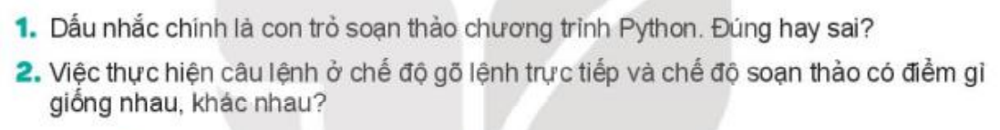 1. Dấu nhắc chính là con trỏ soạn thảo chương trình Python. Đúng hay sai?
2. Việc thực hiện câu lệnh ở chế độ gõ lệnh trực tiếp và chế độ soạn thảo có điểm gì
giống nhau, khác nhau?